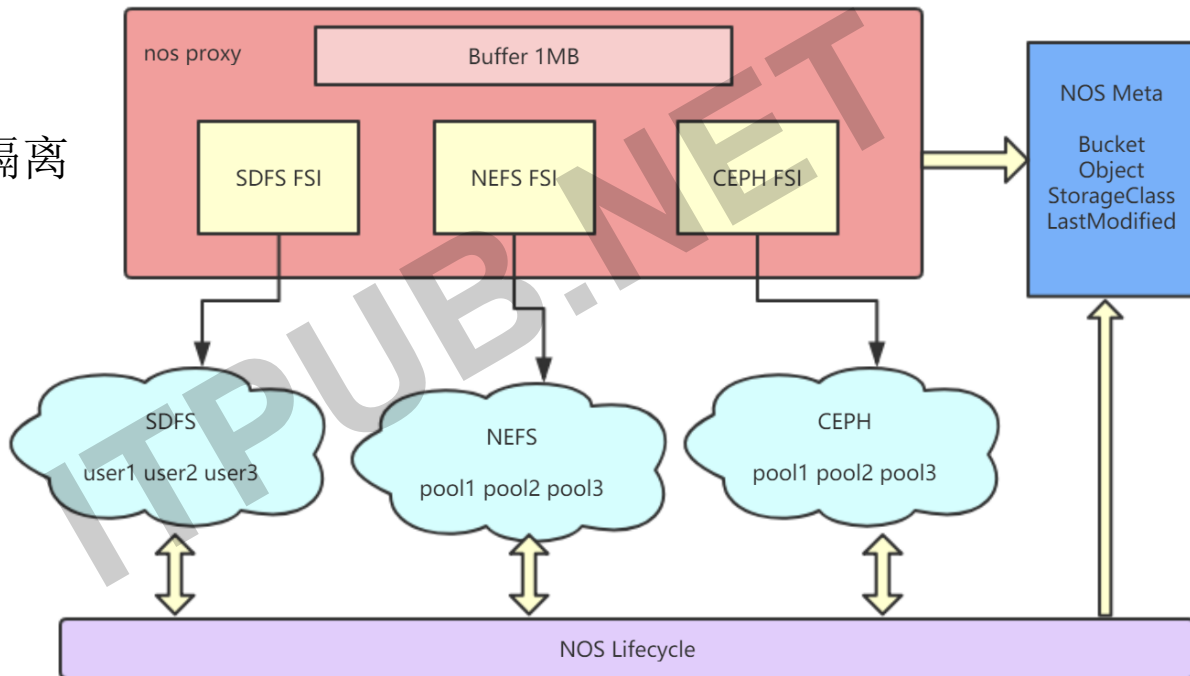 nos proxy
Buffer 1MB
隔离
SDFS FSI
NEFS FSI
CEPH FSI
NOS Meta
Bucket
Object
StorageClass
LastModified
SDFS
user1 user2 user3
NEFS
pool1 pool2 pool3
CEPH
pool1 pool2 pool3
NOS Lifecycle
ITPUB.NET